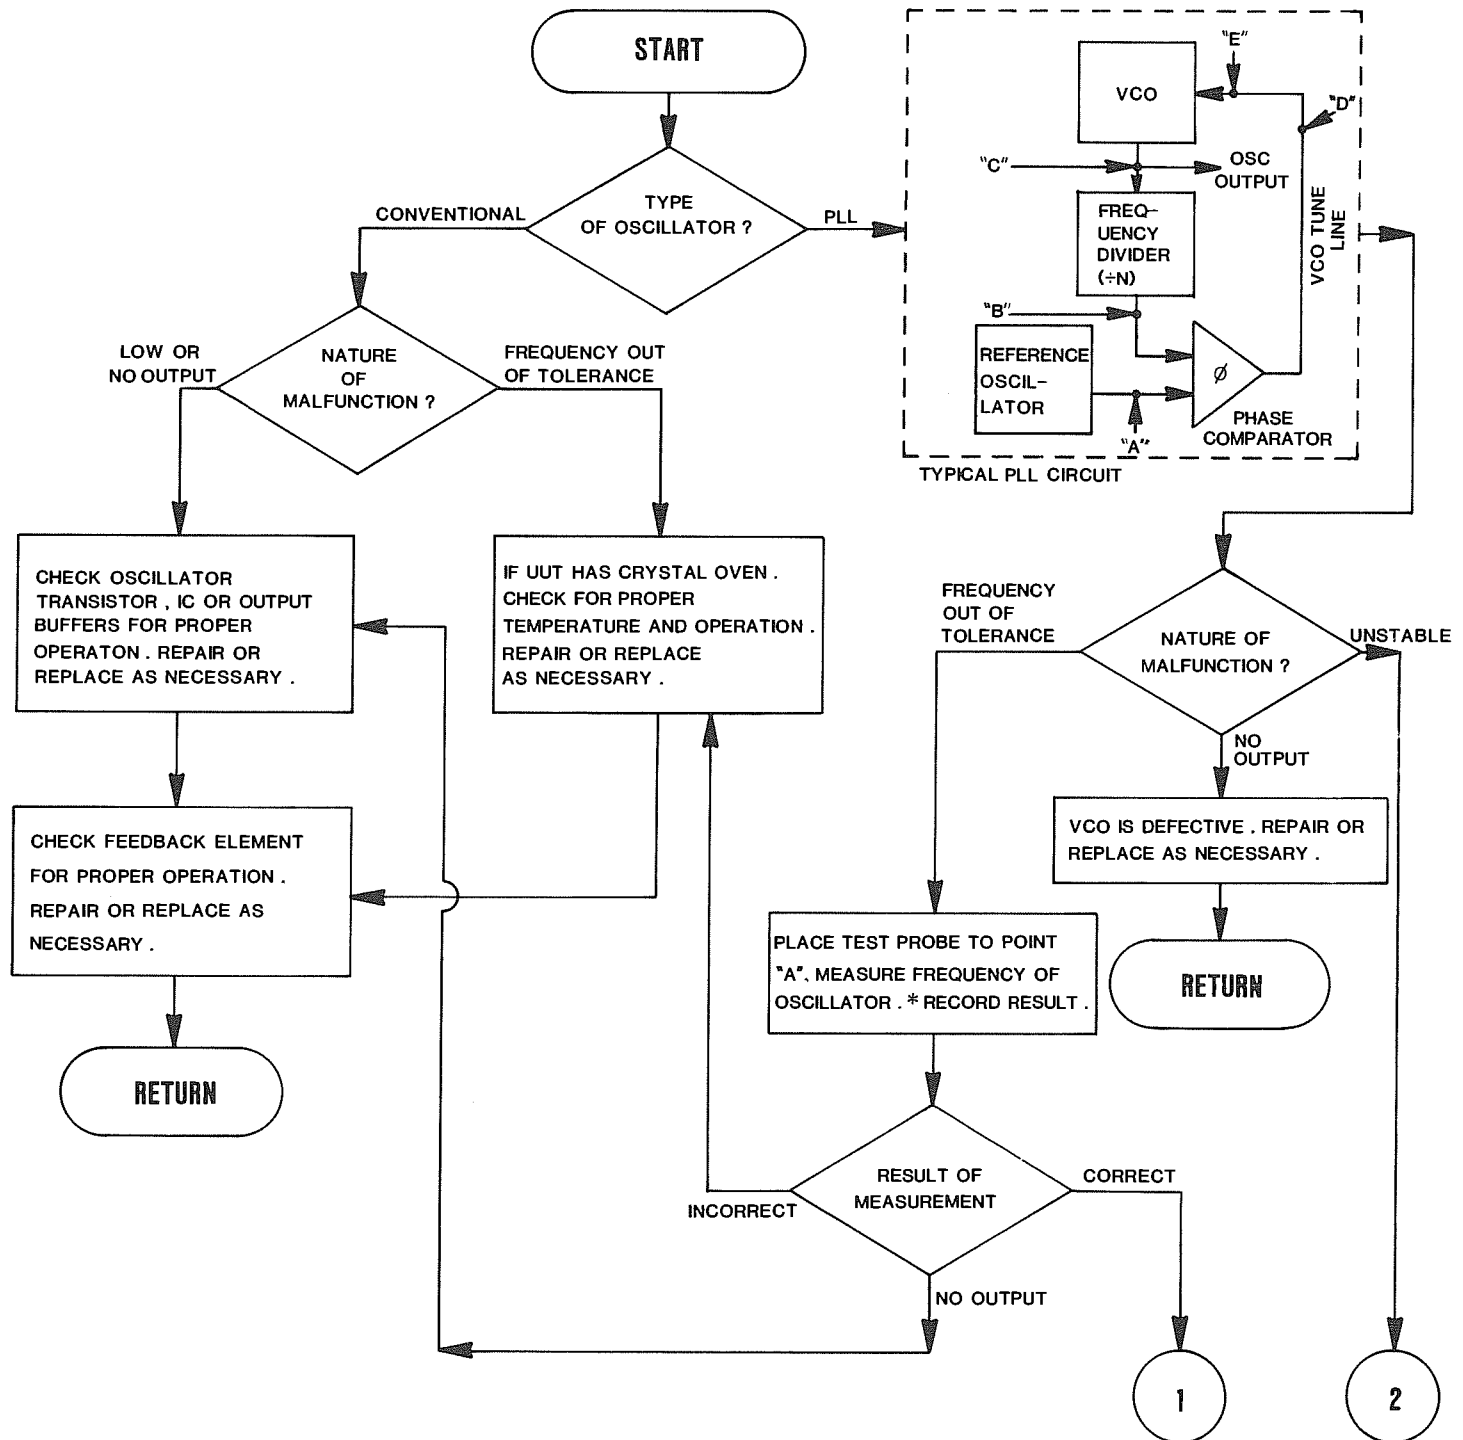 START
TYPE
OF OSCILLATOR ?
CONVENTIONAL
PLL
"E"
VCO
"D"
"C"
OSC
OUTPUT
FREQ-
UENCY
DIVIDER
(÷N)
VCO TUNE
LINE
"B"
REFERENCE
OSCIL-
LATOR
Ø
"A"
PHASE
COMPARATOR
TYPICAL PLL CIRCUIT
LOW OR
NO OUTPUT
NATURE
OF
MALFUNCTION ?
FREQUENCY OUT
OF TOLERANCE
CHECK OSCILLATOR
TRANSISTOR , IC OR OUTPUT
BUFFERS FOR PROPER
OPERATON . REPAIR OR
REPLACE AS NECESSARY .
IF UUT HAS CRYSTAL OVEN .
CHECK FOR PROPER
TEMPERATURE AND OPERATION .
REPAIR OR REPLACE
AS NECESSARY .
FREQUENCY
OUT OF
TOLERANCE
NATURE OF
MALFUNCTION ?
UNSTABLE
NO
OUTPUT
VCO IS DEFECTIVE . REPAIR OR
REPLACE AS NECESSARY .
RETURN
CHECK FEEDBACK ELEMENT
FOR PROPER OPERATION .
REPAIR OR REPLACE AS
NECESSARY .
RETURN
PLACE TEST PROBE TO POINT
"A". MEASURE FREQUENCY OF
OSCILLATOR . * RECORD RESULT .
RESULT OF
MEASUREMENT
INCORRECT
CORRECT
NO OUTPUT
1
2